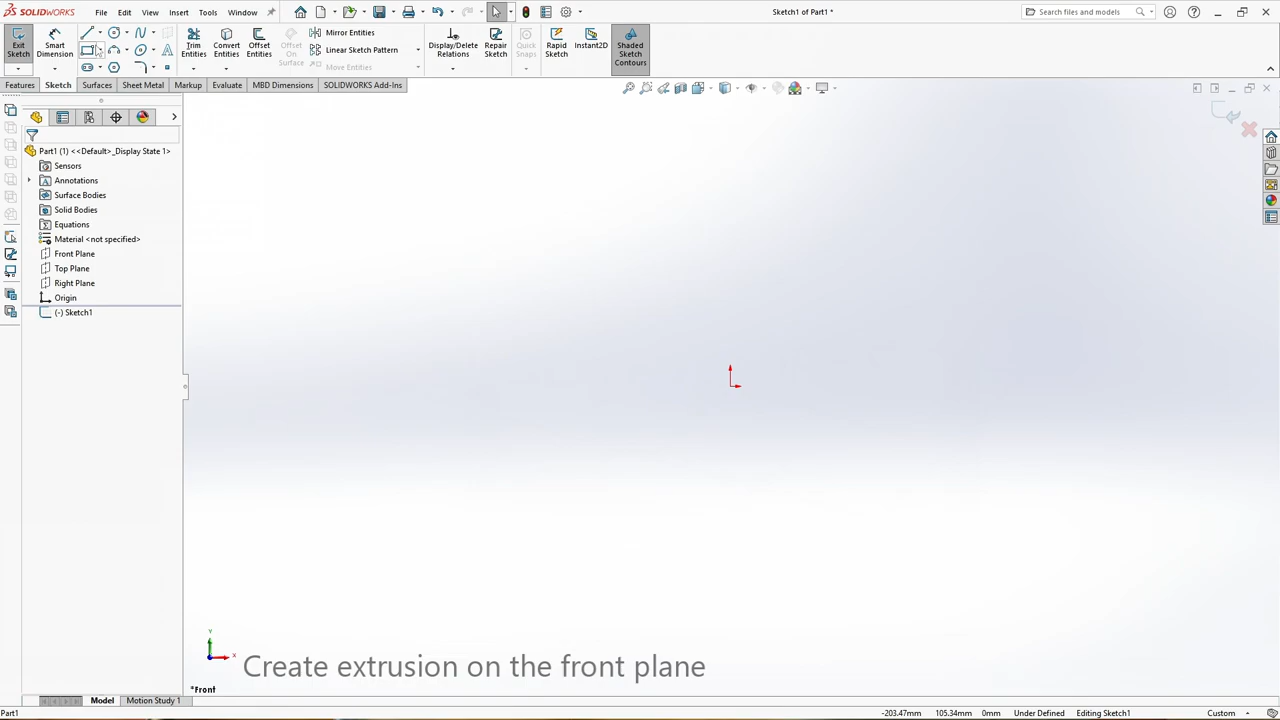 SOLIDWORKS File Edit View Insert Tools Window Sketch1 of Part1 * Search files and models
Exit Sketch
Smart Dimension
Trim Entities
Convert Entities
Offset Entities
Offset On Surface
Mirror Entities
Linear Sketch Pattern
Move Entities
Display/Delete Relations
Repair Sketch
Quick Snaps
Rapid Sketch
Instant2D
Shaded Sketch Contours
Features Sketch Surfaces Sheet Metal Markup Evaluate MBD Dimensions SOLIDWORKS Add-Ins
Part1 (1) <<Default>_Display State 1>
Sensors
Annotations
Surface Bodies
Solid Bodies
Equations
Material <not specified>
Front Plane
Top Plane
Right Plane
Origin
(-) Sketch1
Y
X
Create extrusion on the front plane
*Front
Model Motion Study 1
Part1 -203.47mm 105.34mm 0mm Under Defined Editing Sketch1 Custom